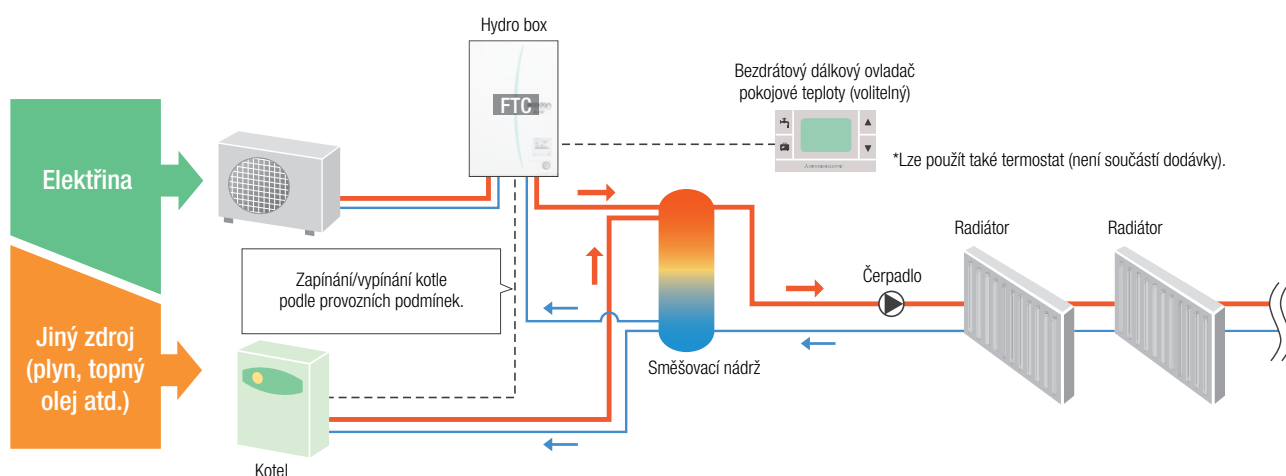 Hydro box
FTC
Bezdrátový dálkový ovladač
pokojové teploty (volitelný)
*Lze použít také termostat (není součástí dodávky).
Elektřina
Zapínání/vypínání kotle
podle provozních podmínek.
Radiátor
Radiátor
Čerpadlo
Směšovací nádrž
Jiný zdroj
(plyn, topný
olej atd.)
Kotel